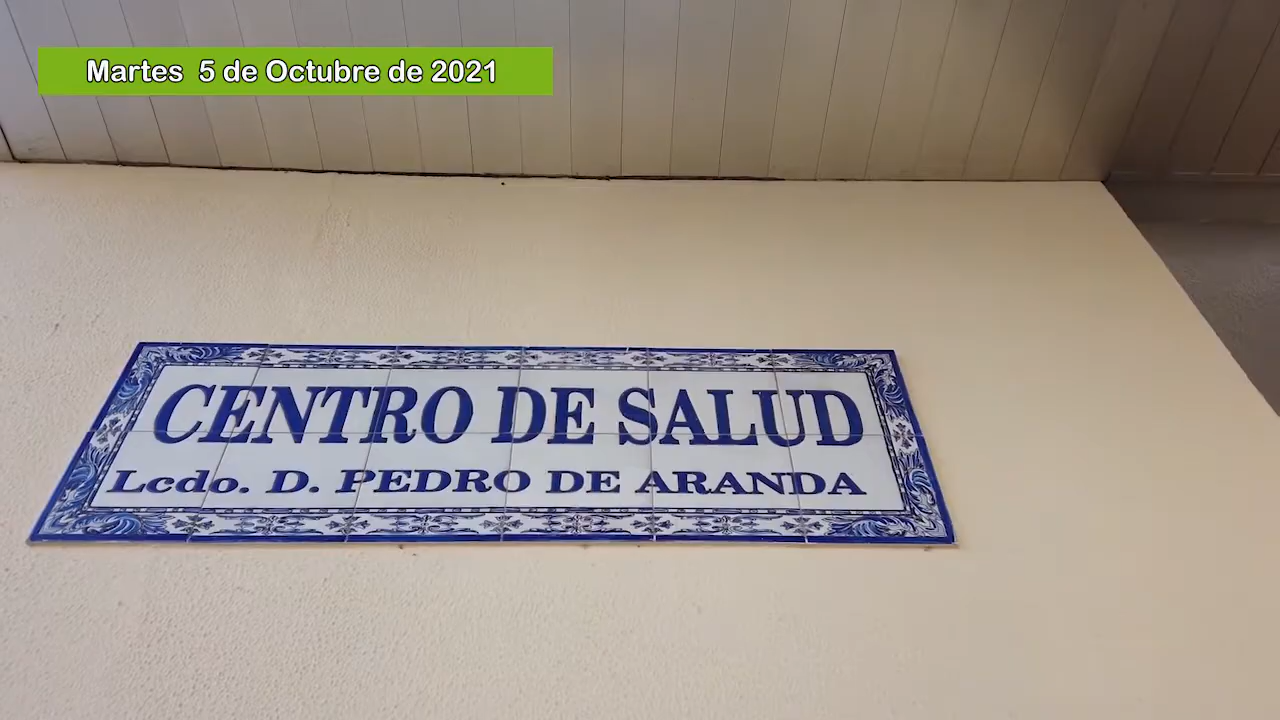 Martes 5 de Octubre de 2021
CENTRO DE SALUD
Lcdo. D. PEDRO DE ARANDA